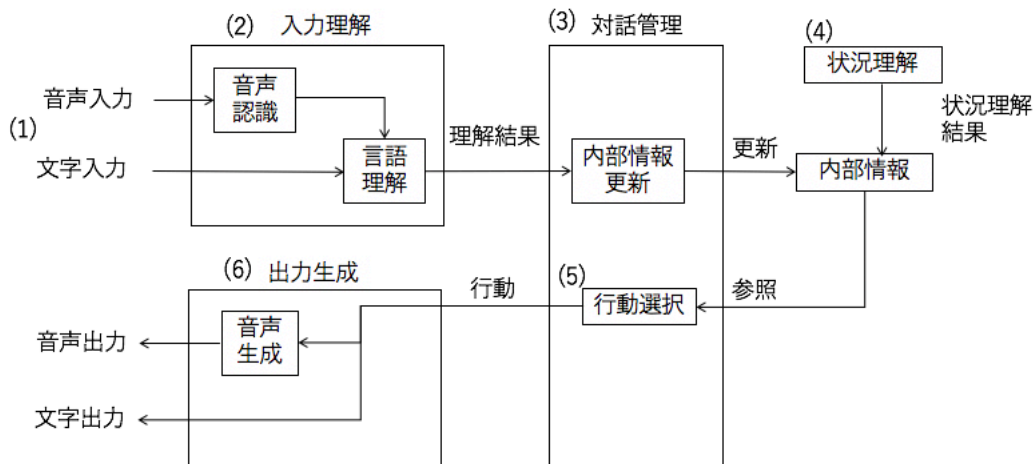 (2) 入力理解
(3) 対話管理
(4)
状況理解
音声
認識
音声入力
(1)
文字入力
言語
理解
理解結果
内部情報
更新
更新
状況理解
結果
内部情報
(6) 出力生成
行動
(5)
行動選択
参照
音声
生成
音声出力
文字出力